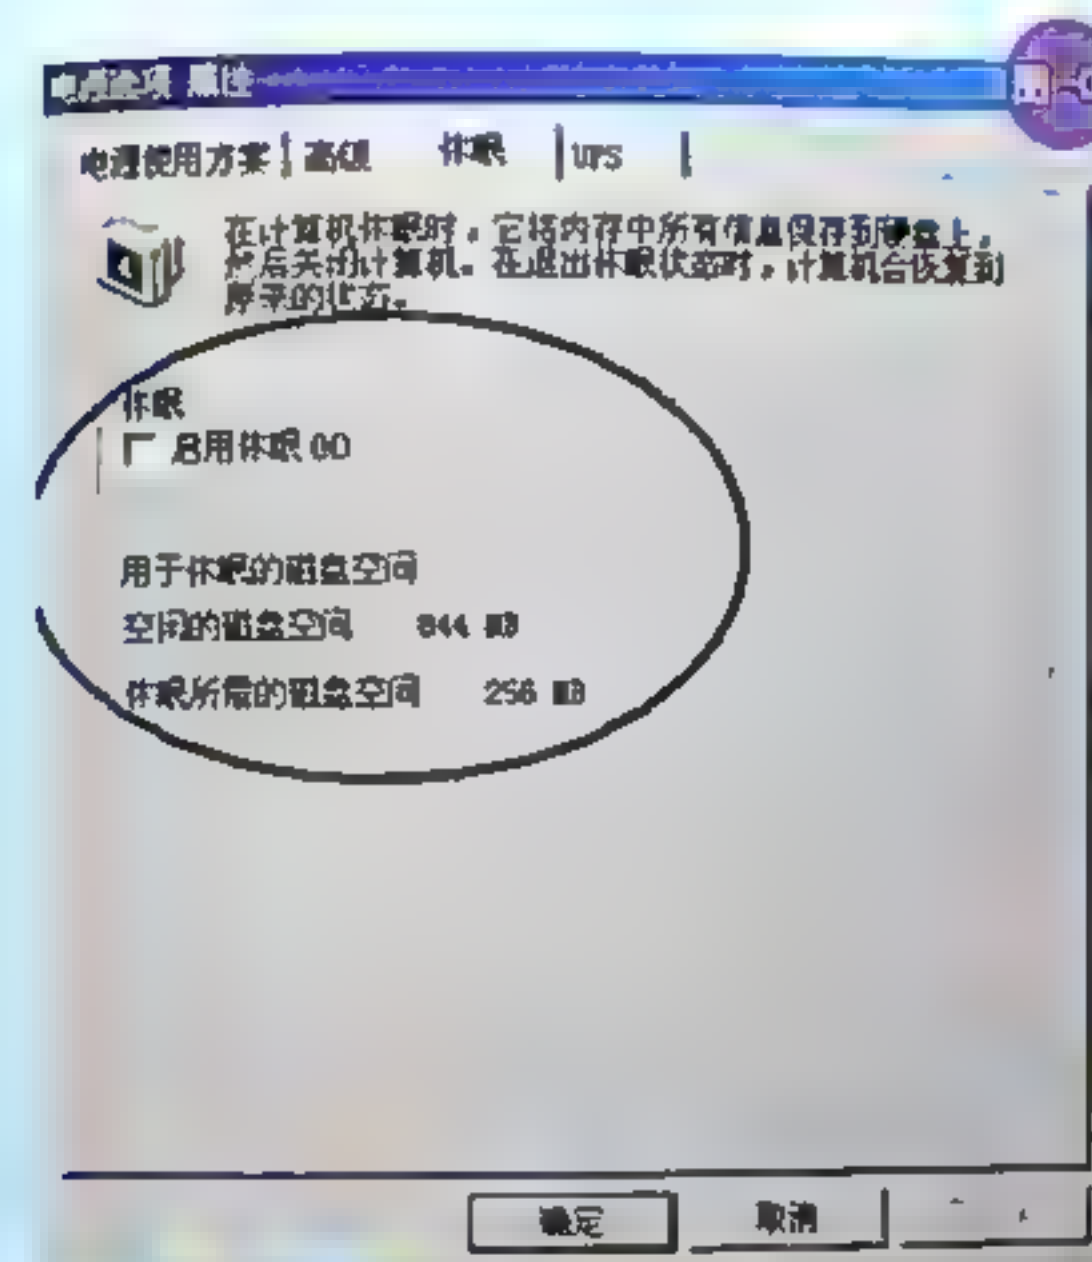 电源选项 属性
电源使用方案 高级 休眠 UPS
在计算机休眠时，它将内存中所有信息保存到硬盘上，
然后关闭计算机。在退出休眠状态时，计算机会恢复到
原来的状态。
休眠
启用休眠(H)
用于休眠的磁盘空间
空闲的磁盘空间 844 MB
休眠所需的磁盘空间 256 MB
确定 取消